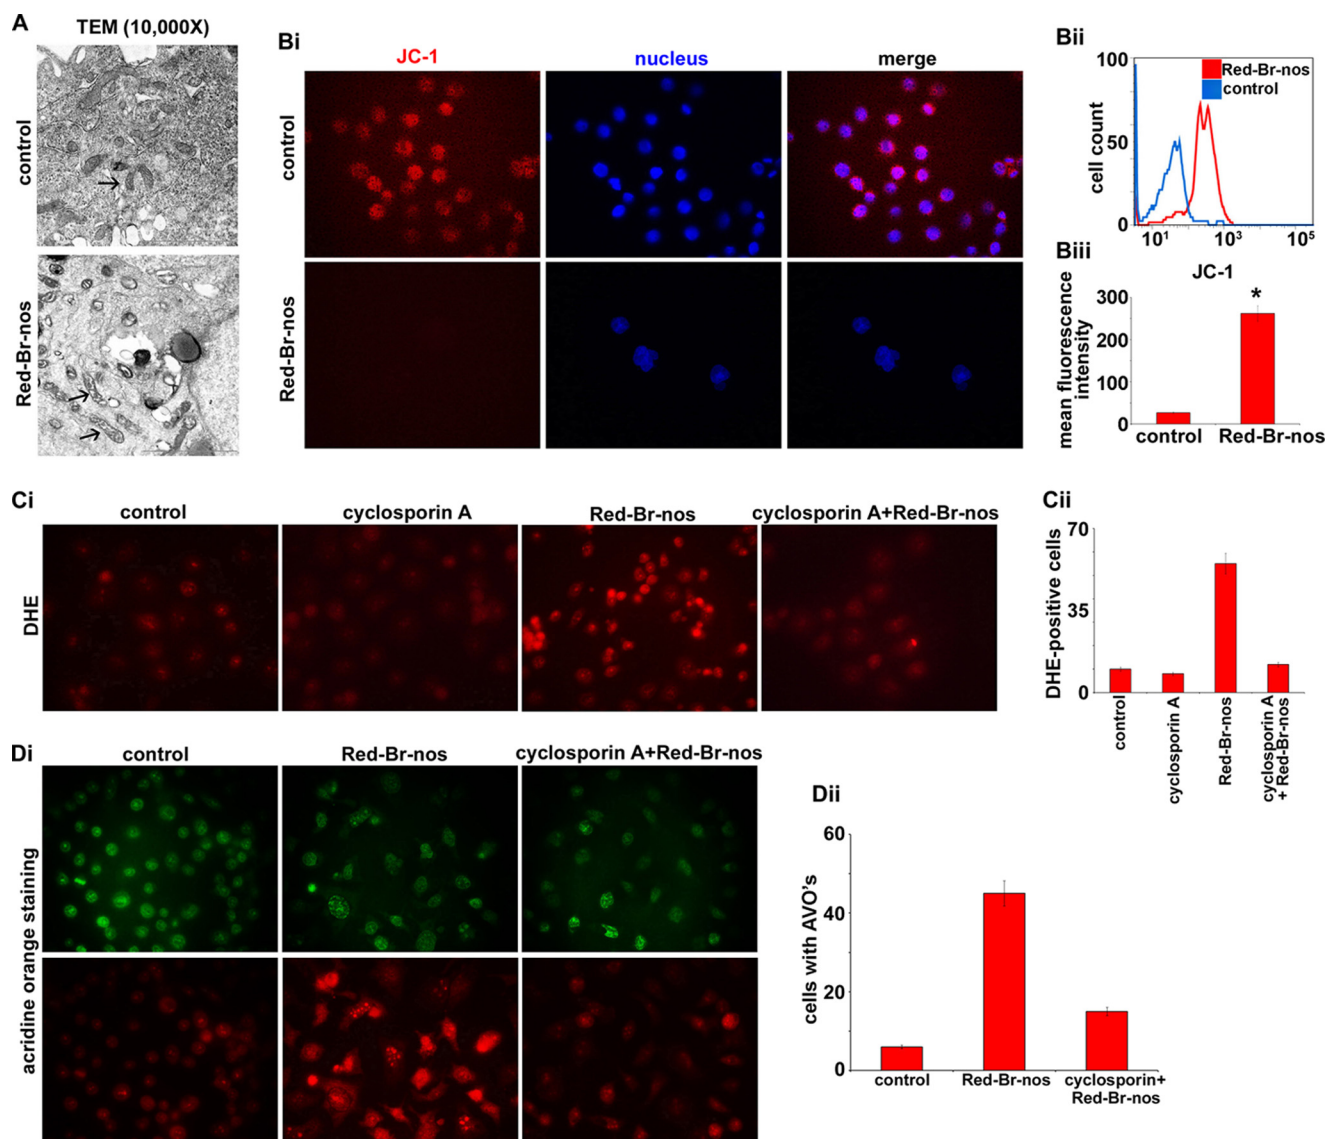 A
TEM (10,000X)
control
Red-Br-nos
Bi
JC-1
nucleus
merge
control
Red-Br-nos
Bii
100
50
0
cell count
Red-Br-nos
control
10¹
10³
10⁵
JC-1
Biii
300
200
100
0
mean fluorescence
intensity
*
control
Red-Br-nos
Ci
control
cyclosporin A
Red-Br-nos
cyclosporin A+Red-Br-nos
DHE
Cii
70
35
0
DHE-positive cells
control
cyclosporin A
Red-Br-nos
cyclosporin A
+ Red-Br-nos
Di
control
Red-Br-nos
cyclosporin A+Red-Br-nos
acridine orange staining
Dii
60
40
20
0
cells with AVO's
control
Red-Br-nos
cyclosporin+
Red-Br-nos